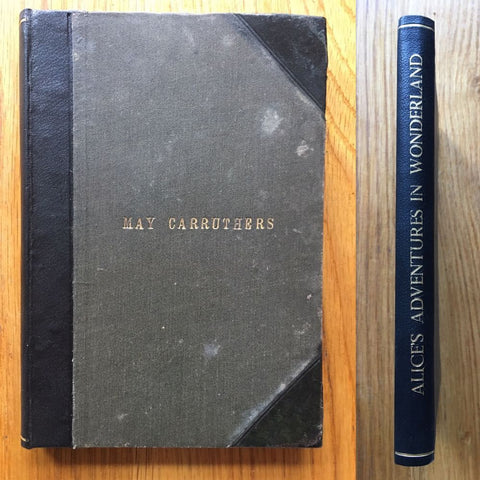 MAY CARRUTHERS
ALICE'S ADVENTURES IN WONDERLAND